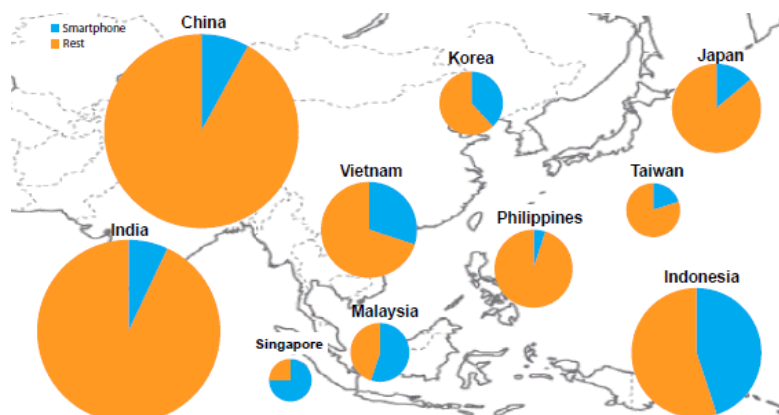 China
Smartphone
Rest
Korea
Japan
Vietnam
Taiwan
Philippines
India
Indonesia
Malaysia
Singapore